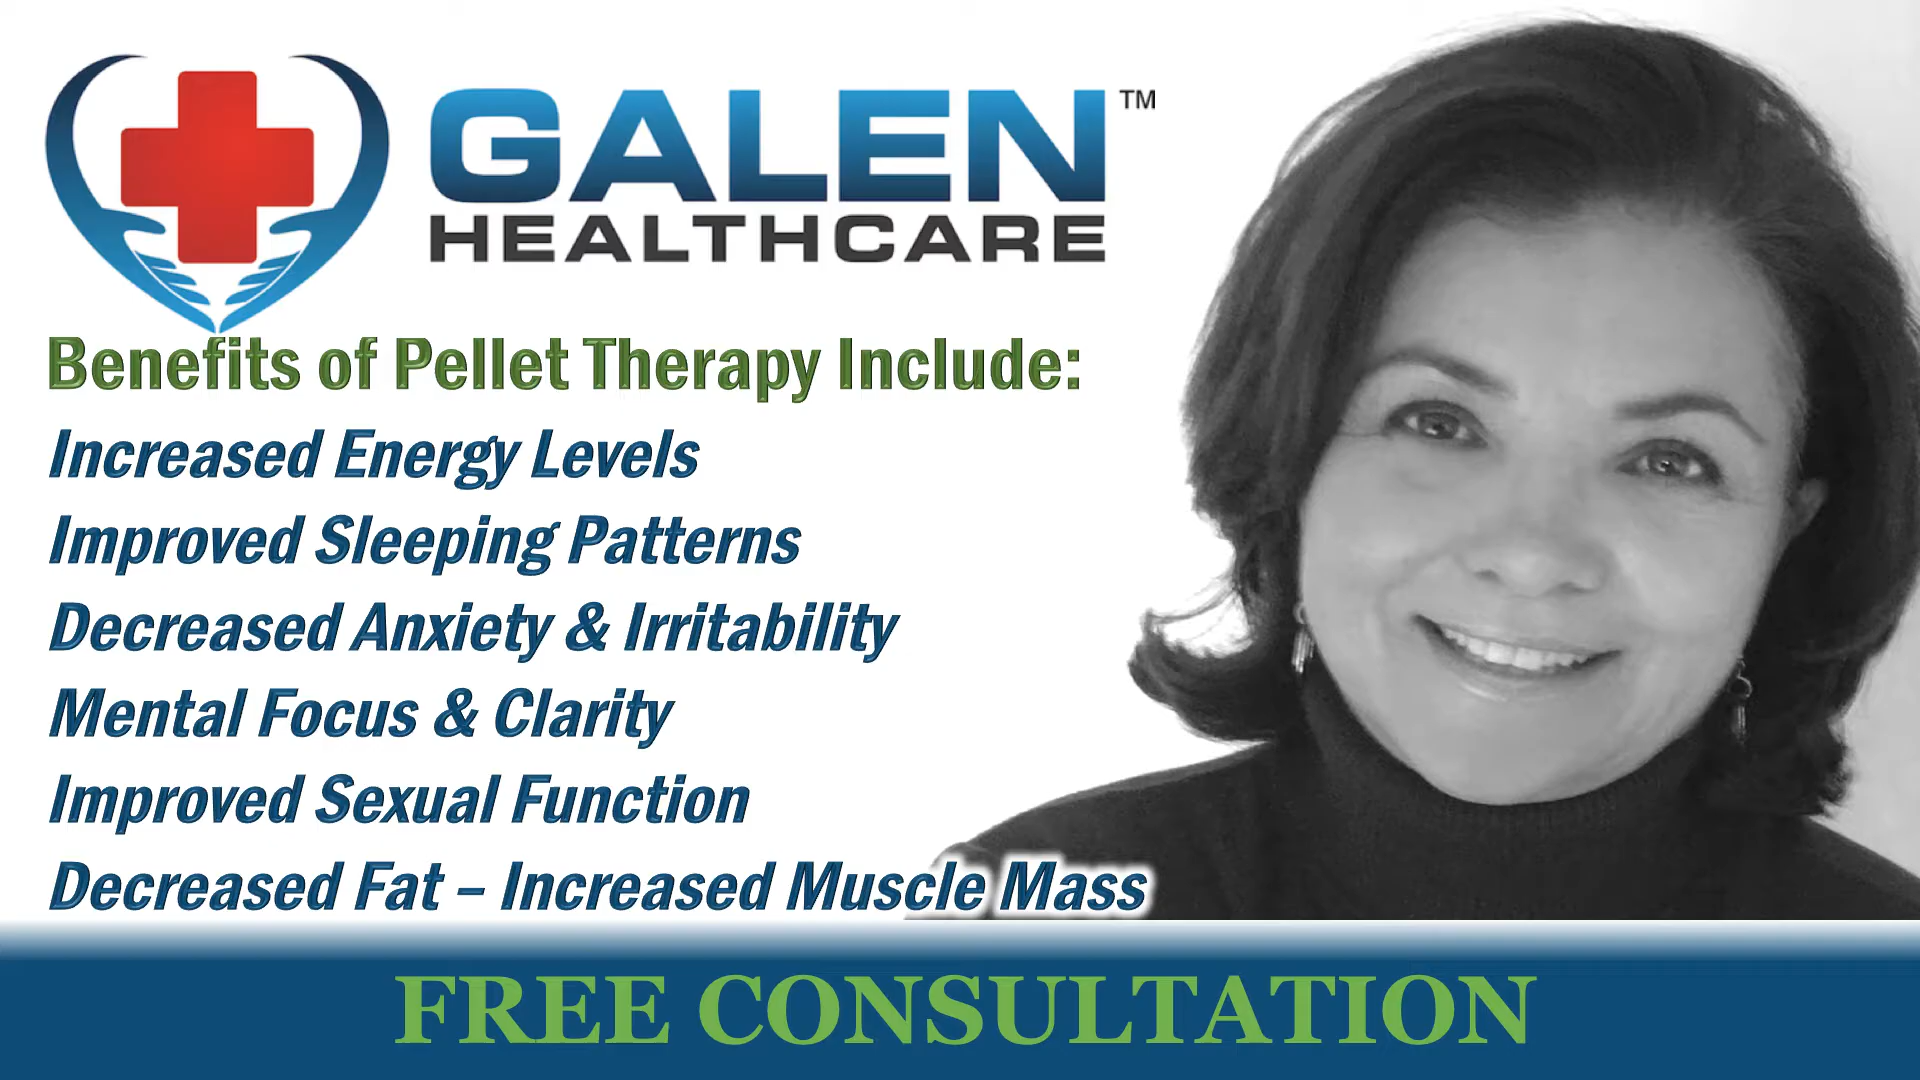 GALEN™
HEALTHCARE
Benefits of Pellet Therapy Include:
Increased Energy Levels
Improved Sleeping Patterns
Decreased Anxiety & Irritability
Mental Focus & Clarity
Improved Sexual Function
Decreased Fat – Increased Muscle Mass
FREE CONSULTATION